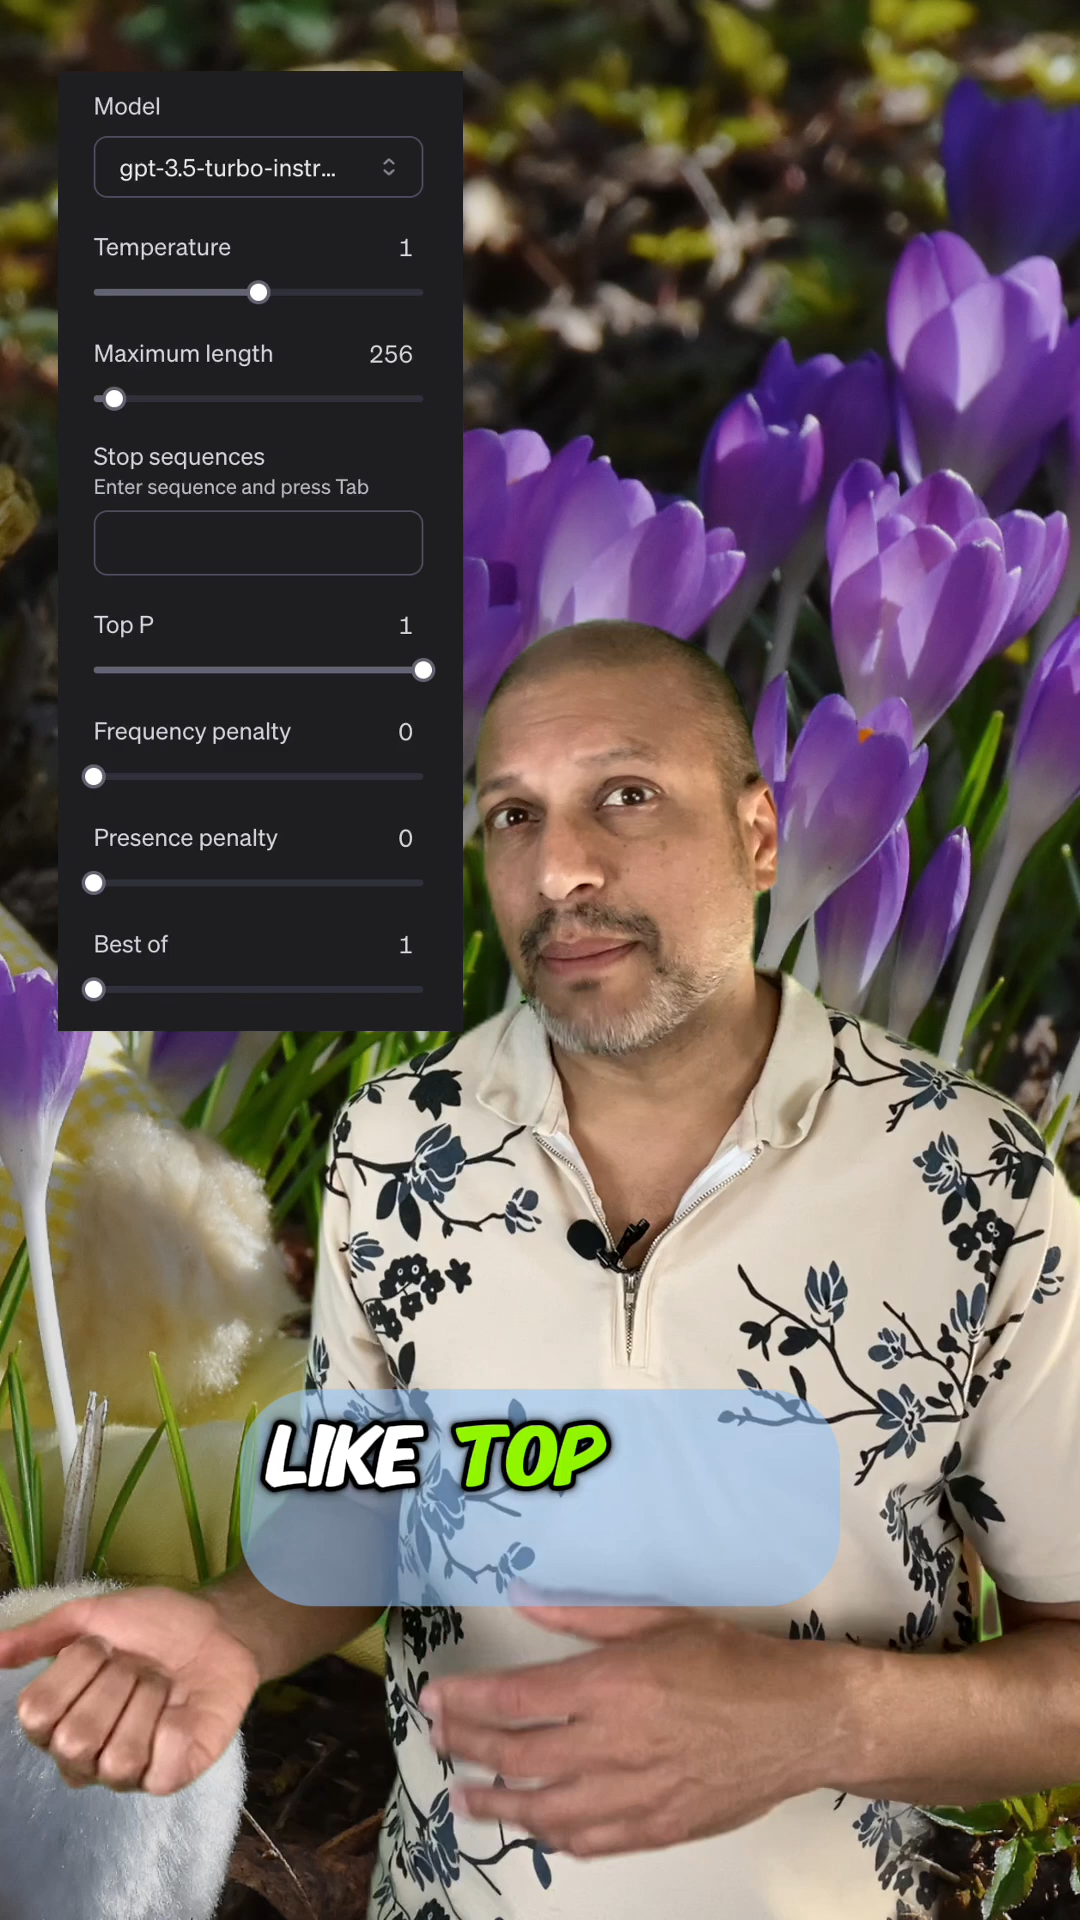 Model
gpt-3.5-turbo-instr...
Temperature 1
Maximum length 256
Stop sequences
Enter sequence and press Tab
Top P 1
Frequency penalty 0
Presence penalty 0
Best of 1
LIKE TOP